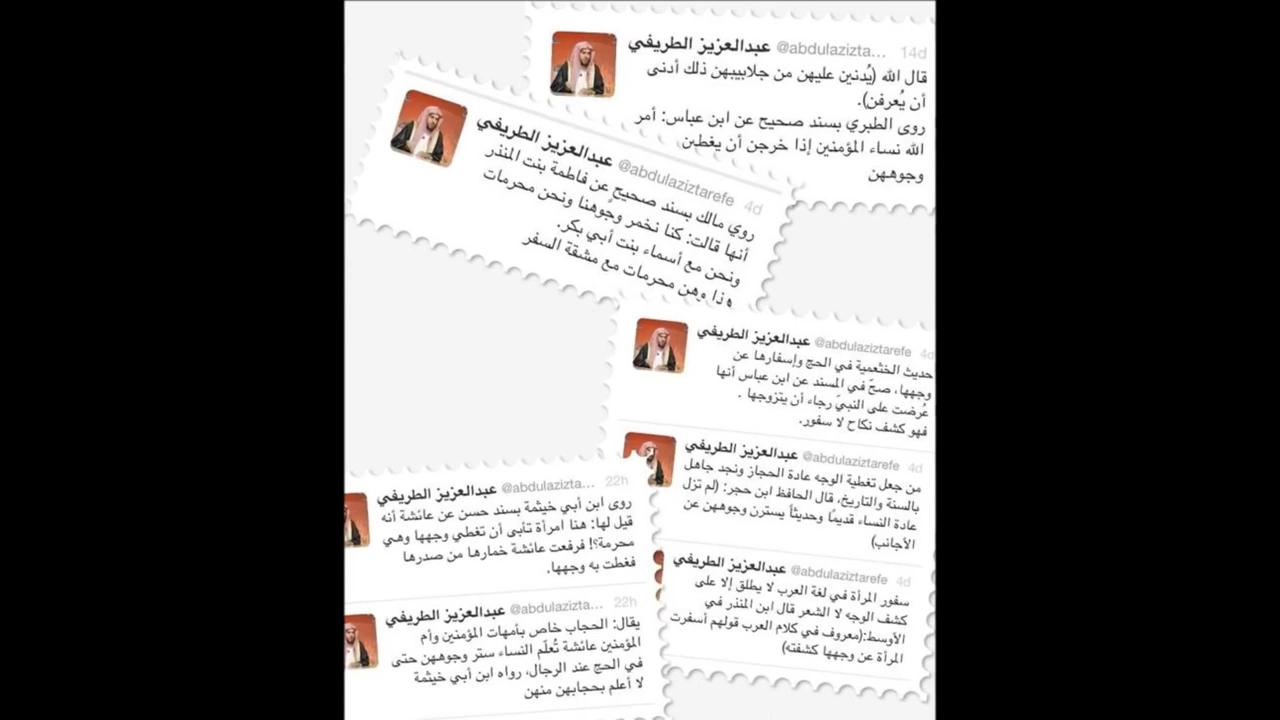 عبدالعزيز الطريفي @abdulazizta... 14d
قال الله (يُدنين عليهن من جلابيبهن ذلك أدنى
أن يُعرفن).
روى الطبري بسند صحيح عن ابن عباس: أمر
الله نساء المؤمنين إذا خرجن أن يغطين
وجوههن
عبدالعزيز الطريفي @abdulaziztarefe 4d
روي مالك بسند صحيح عن فاطمة بنت المنذر
أنها قالت: كنا نخمر وجوهنا ونحن محرمات
ونحن مع أسماء بنت أبي بكر.
هذا وهن محرمات مع مشقة السفر
عبدالعزيز الطريفي @abdulaziztarefe 4d
حديث الخثعمية في الحج وإسفارها عن
وجهها، صحّ في المسند عن ابن عباس أنها
عُرضت على النبيّ رجاء أن يتزوجها .
فهو كشف نكاح لا سفور.
عبدالعزيز الطريفي @abdulaziztarefe 4d
من جعل تغطية الوجه عادة الحجاز ونجد جاهل
بالسنة والتاريخ، قال الحافظ ابن حجر: (لم تزل
عادة النساء قديمًا وحديثاً يسترن وجوههن عن
الأجانب)
عبدالعزيز الطريفي @abdulaziztarefe 4d
سفور المرأة في لغة العرب لا يطلق إلا على
كشف الوجه لا الشعر قال ابن المنذر في
الأوسط:(معروف في كلام العرب قولهم أسفرت
المرأة عن وجهها كشفته)
عبدالعزيز الطريفي @abdulazizta... 22h
روى ابن أبي خيثمة بسند حسن عن عائشة أنه
قيل لها: هنا امرأة تأبى أن تغطي وجهها وهي
محرمة؟! فرفعت عائشة خمارها من صدرها
فغطت به وجهها.
عبدالعزيز الطريفي @abdulazizta... 22h
يقال: الحجاب خاص بأمهات المؤمنين وأم
المؤمنين عائشة تُعلّم النساء ستر وجوههن حتى
في الحج عند الرجال، رواه ابن أبي خيثمة
لا أعلم بحجابهن منهن